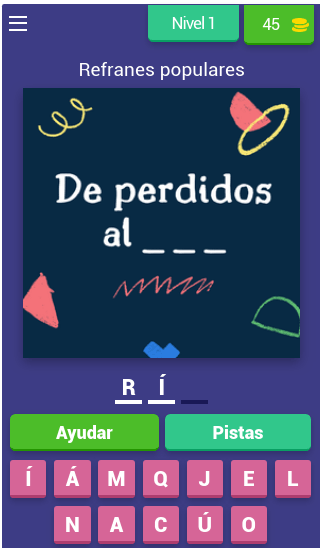 Nivel 1
45
Refranes populares
De perdidos
al _ _ _
R Í _
Ayudar
Pistas
Í Á M Q J E L
N A C Ú O